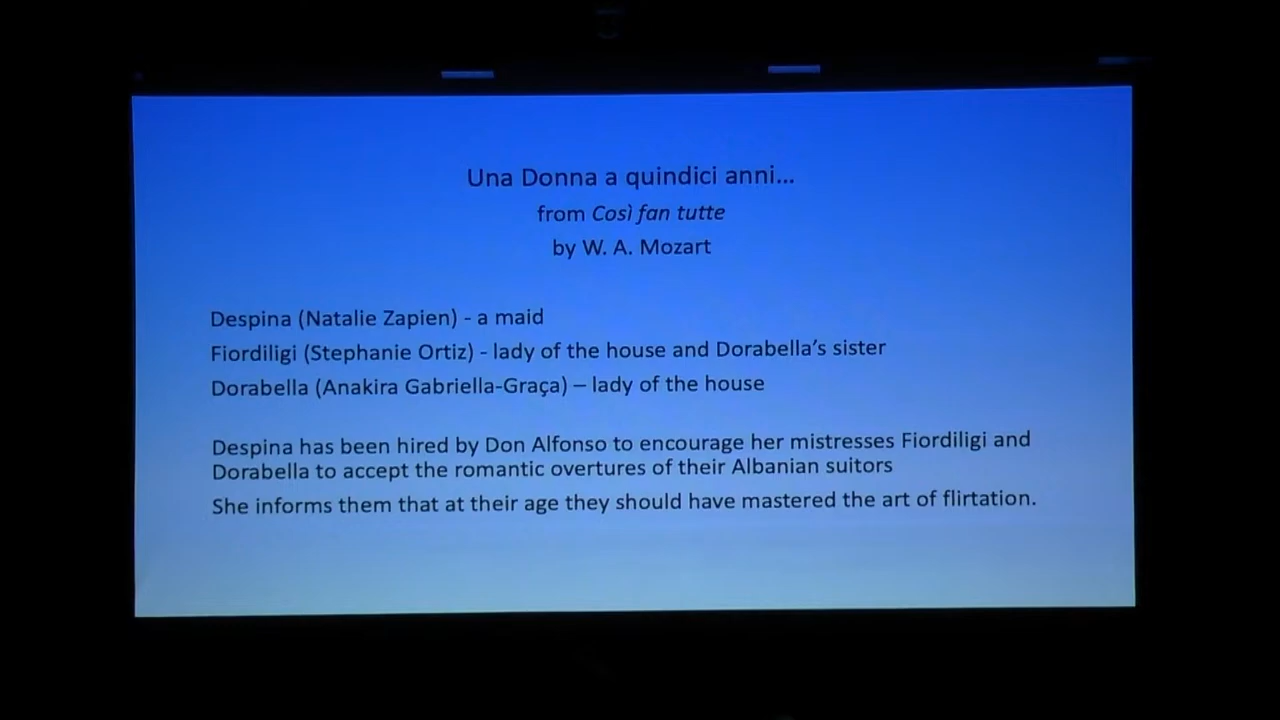 Una Donna a quindici anni...
from Così fan tutte
by W. A. Mozart
Despina (Natalie Zapien) - a maid
Fiordiligi (Stephanie Ortiz) - lady of the house and Dorabella's sister
Dorabella (Anakira Gabriella-Graça) – lady of the house
Despina has been hired by Don Alfonso to encourage her mistresses Fiordiligi and
Dorabella to accept the romantic overtures of their Albanian suitors
She informs them that at their age they should have mastered the art of flirtation.